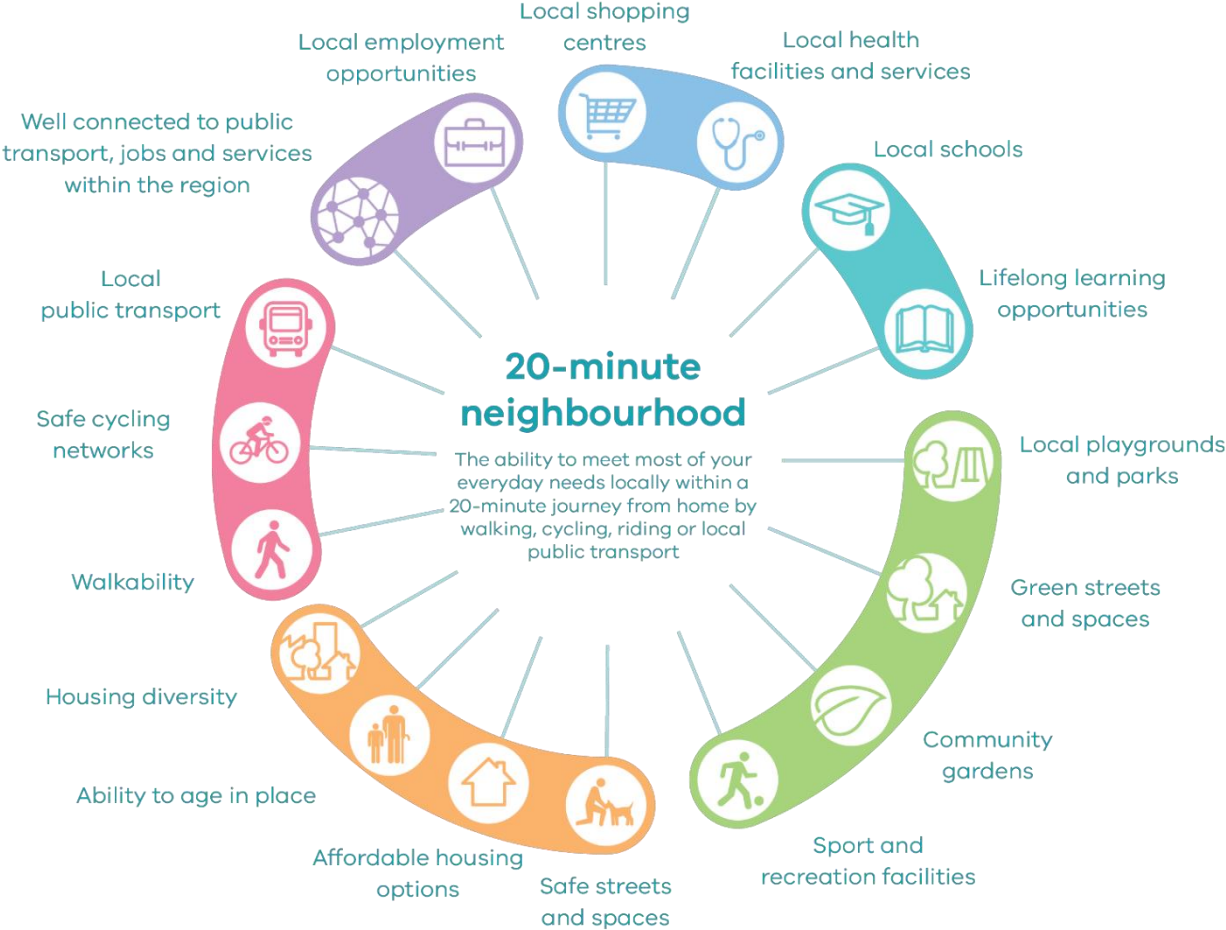 Local shopping
centres
Local health
facilities and services
Local schools
Lifelong learning
opportunities
Local playgrounds
and parks
Green streets
and spaces
Community
gardens
Sport and
recreation facilities
Safe streets
and spaces
Affordable housing
options
Ability to age in place
Housing diversity
Walkability
Safe cycling
networks
Local
public transport
Well connected to public
transport, jobs and services
within the region
Local employment
opportunities
20-minute
neighbourhood
The ability to meet most of your
everyday needs locally within a
20-minute journey from home by
walking, cycling, riding or local
public transport